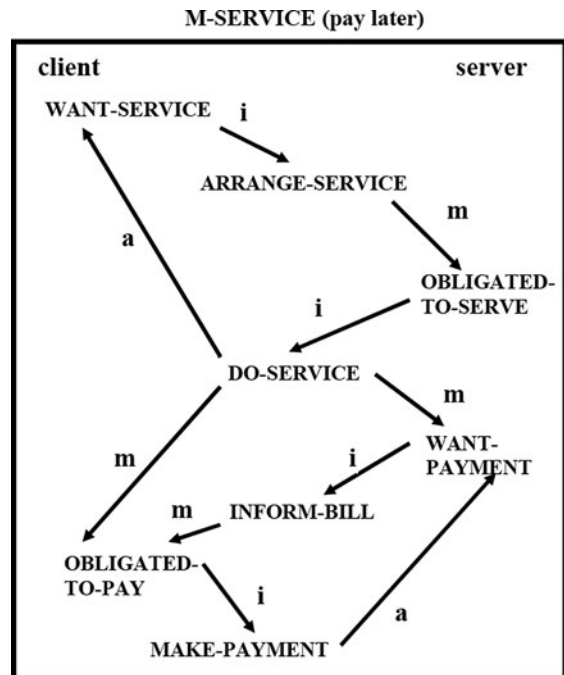 M-SERVICE (pay later)
client server
WANT-SERVICE
i
ARRANGE-SERVICE
m
a
OBLIGATED-
TO-SERVE
i
DO-SERVICE
m
WANT-
PAYMENT
m
i
INFORM-BILL
m
OBLIGATED-
TO-PAY
i
a
MAKE-PAYMENT